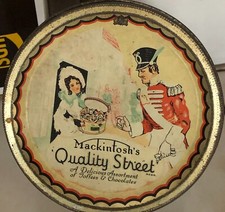 Mackintosh's
Quality Street
A Delicious Assortment
of Toffees & Chocolates